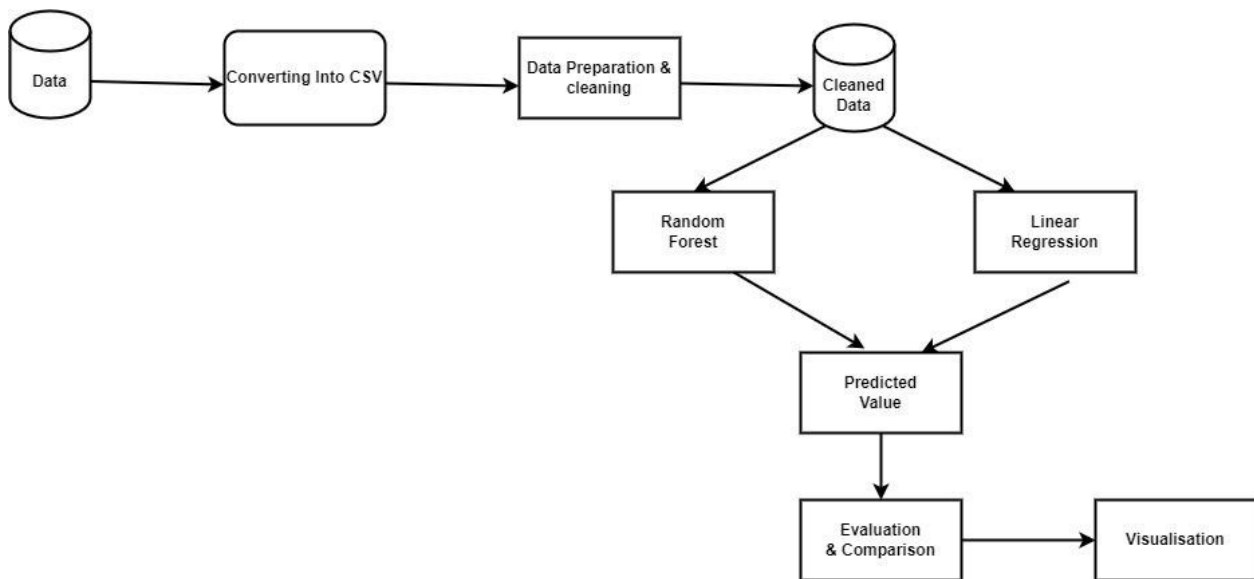 Data
Converting Into CSV
Data Preparation &
cleaning
Cleaned
Data
Random
Forest
Linear
Regression
Predicted
Value
Evaluation
& Comparison
Visualisation